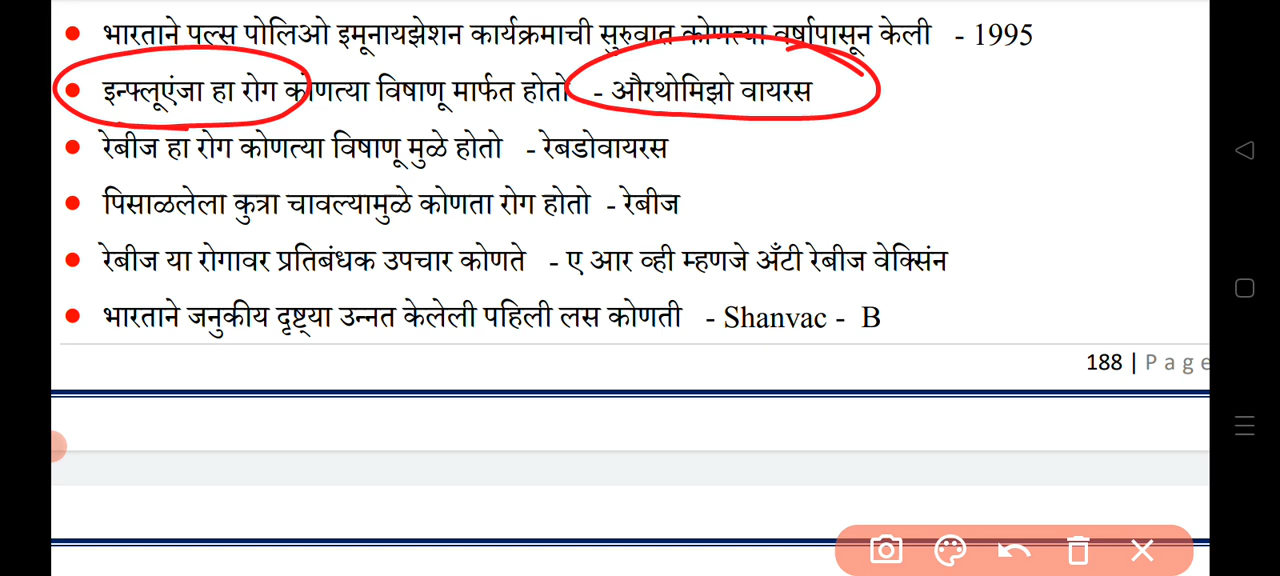 भारताने पल्स पोलिओ इमूनायझेशन कार्यक्रमाची सुरुवात कोणत्या वर्षापासून केली - 1995
इन्फ्लूएंजा हा रोग कोणत्या विषाणू मार्फत होतो - औरथोमिझो वायरस
रेबीज हा रोग कोणत्या विषाणू मुळे होतो - रेबडोवायरस
पिसाळलेला कुत्रा चावल्यामुळे कोणता रोग होतो - रेबीज
रेबीज या रोगावर प्रतिबंधक उपचार कोणते - ए आर व्ही म्हणजे अँटी रेबीज वेक्सिंन
भारताने जनुकीय दृष्ट्या उन्नत केलेली पहिली लस कोणती - Shanvac - B
188 | Page